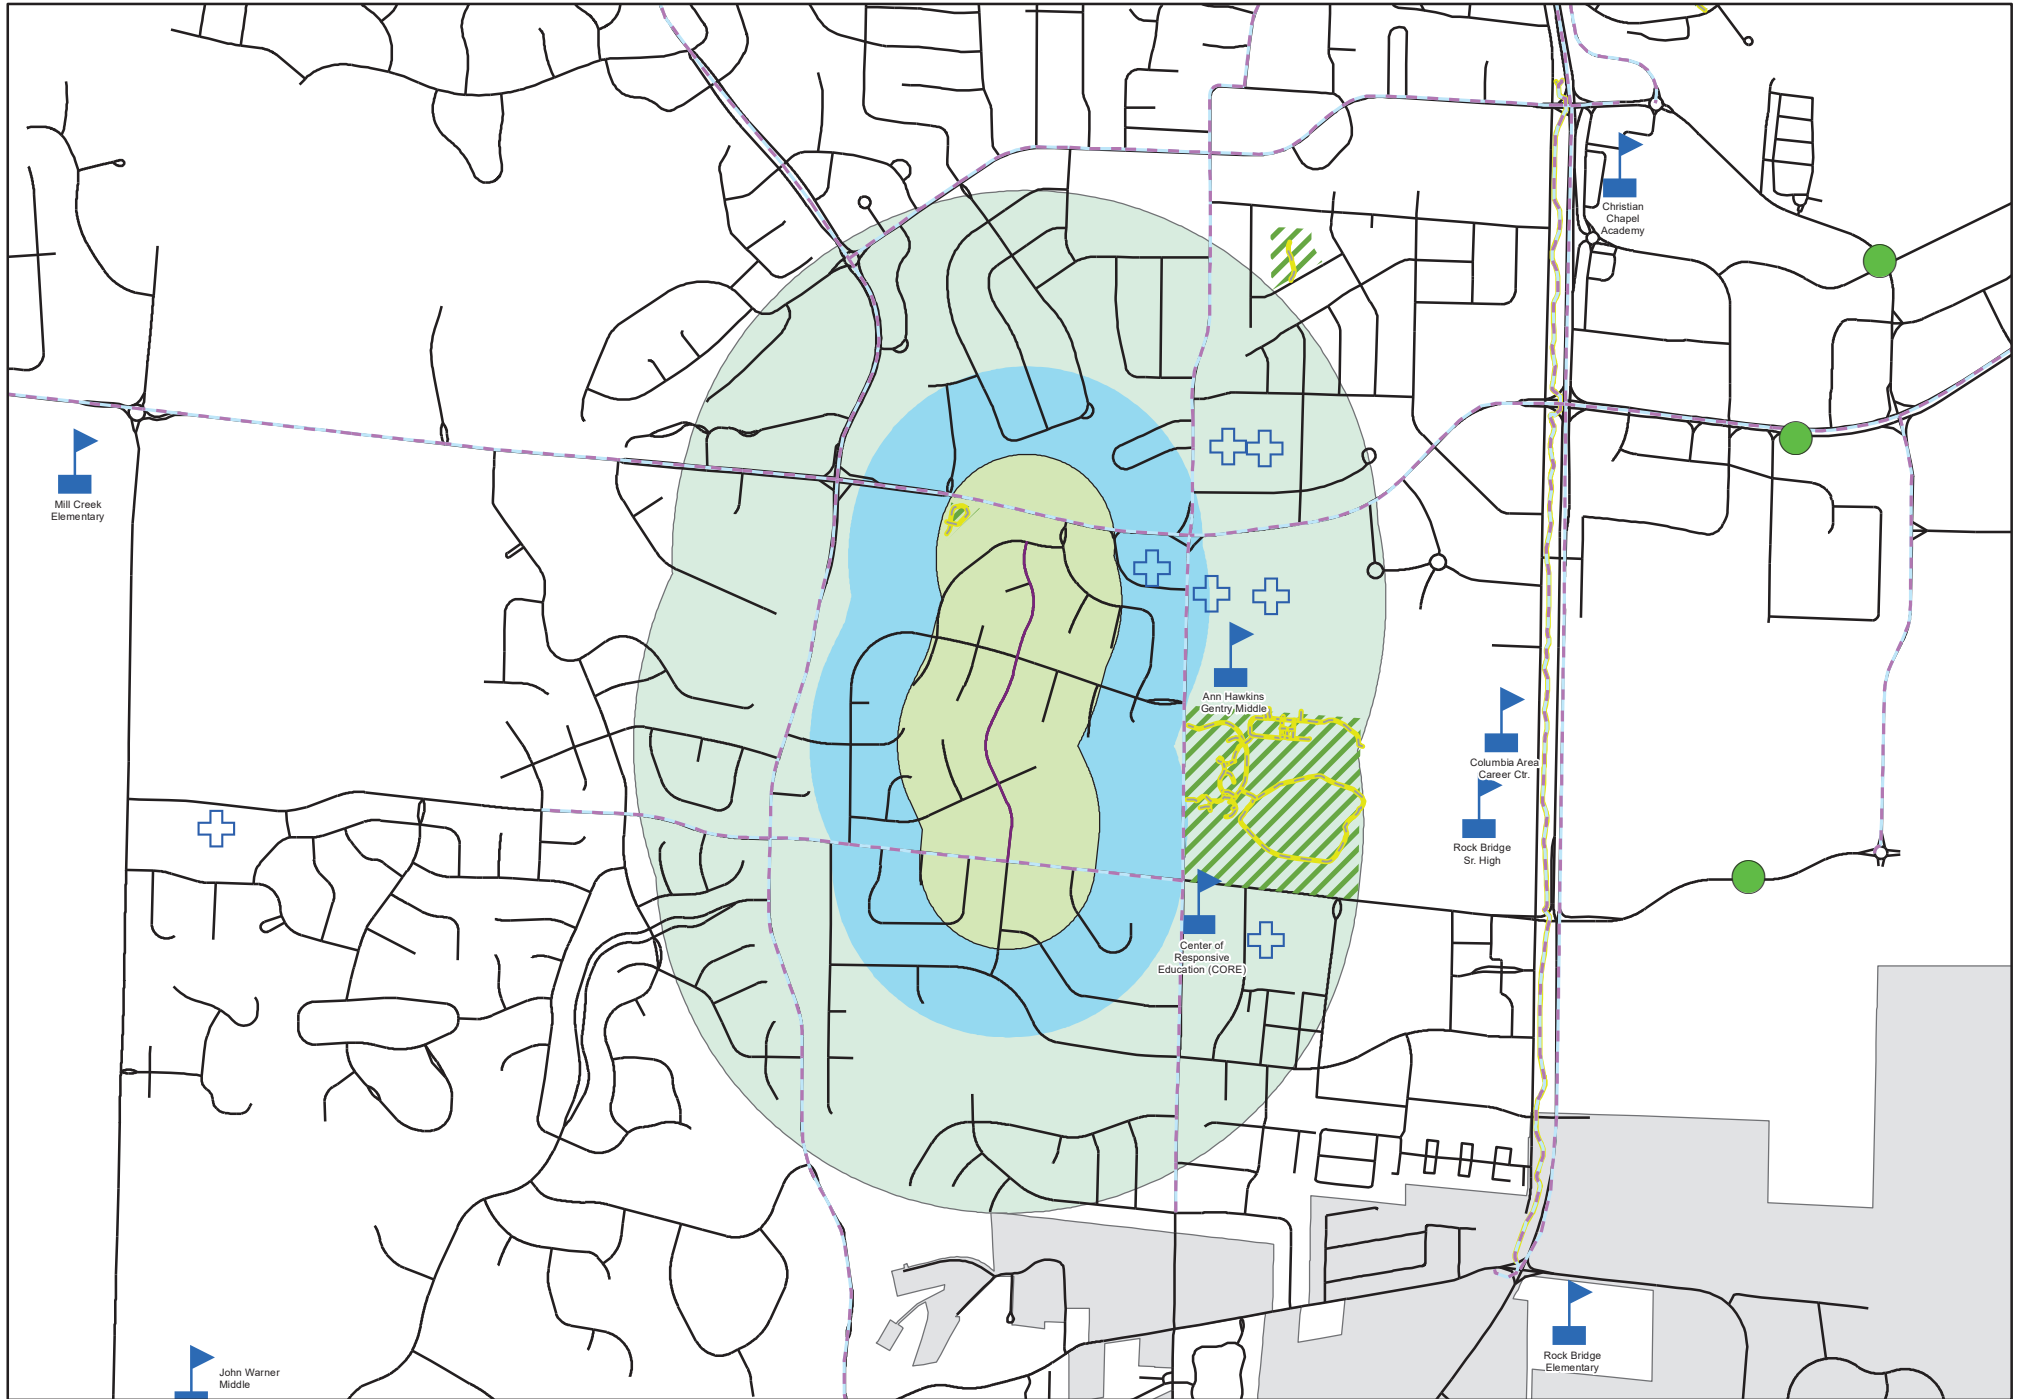 Christian
Chapel
Academy
Mill Creek
Elementary
Ann Hawkins
Gentry Middle
Columbia Area
Career Ctr.
Rock Bridge
Sr. High
Center of
Responsive
Education (CORE)
Rock Bridge
Elementary
John Warner
Middle